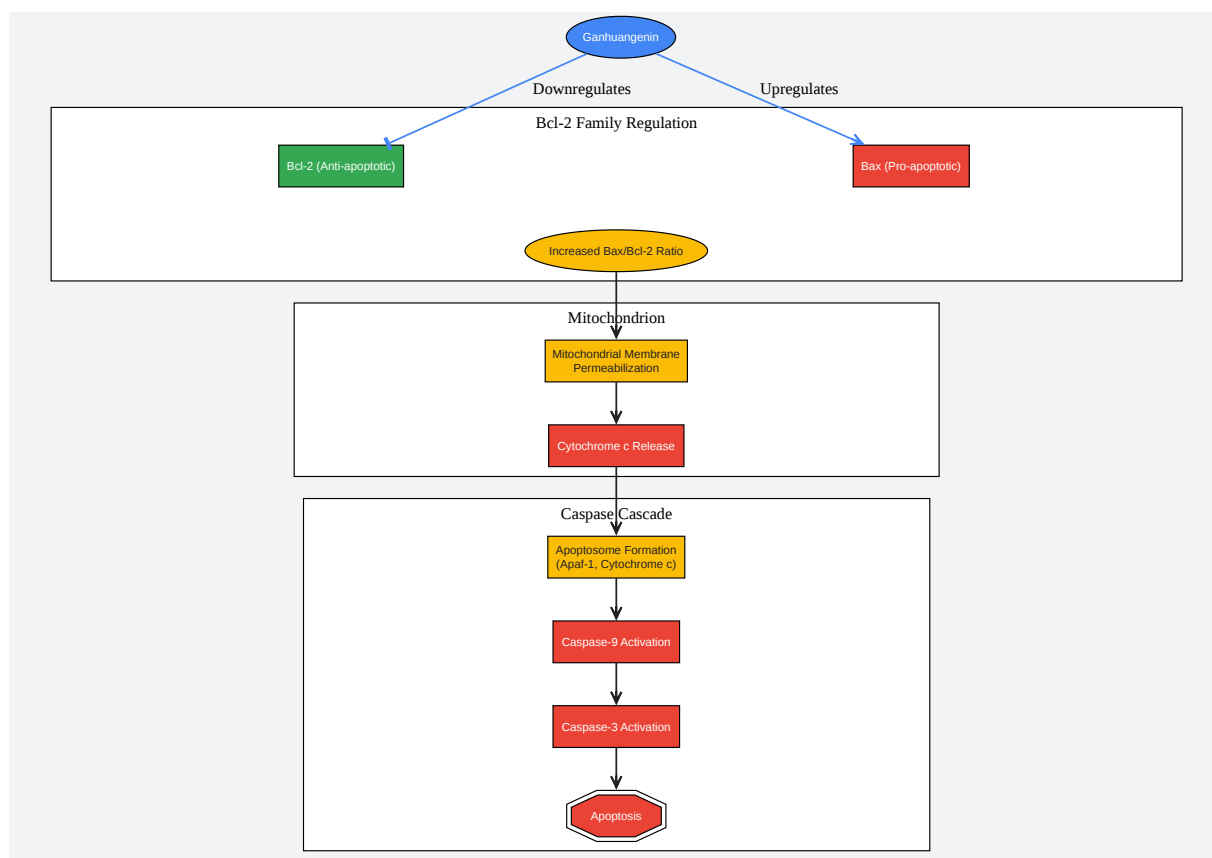 Ganhuangenin
Downregulates
Upregulates
Bcl-2 Family Regulation
Bcl-2 (Anti-apoptotic)
Bax (Pro-apoptotic)
Increased Bax/Bcl-2 Ratio
Mitochondrion
Mitochondrial Membrane
Permeabilization
Cytochrome c Release
Caspase Cascade
Apoptosome Formation
(Apaf-1, Cytochrome c)
Caspase-9 Activation
Caspase-3 Activation
Apoptosis